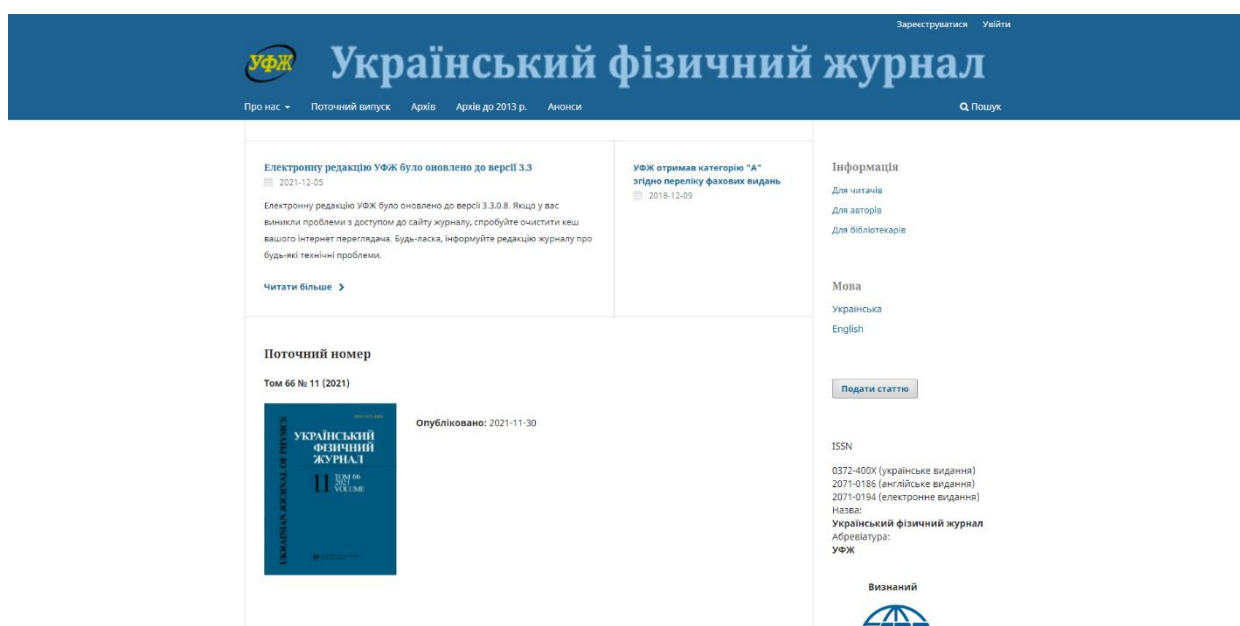 Зареєструватися Увійти
УФЖ
Український фізичний журнал
Про нас Поточний випуск Архів Архів до 2013 р. Анонси
Пошук
Електронну редакцію УФЖ було оновлено до версії 3.3
2021-12-05
Електронну редакцію УФЖ було оновлено до версії 3.3.0.8. Якщо у вас
виникли проблеми з доступом до сайту журналу, спробуйте очистити кеш
вашого інтернет переглядача. Будь-ласка, інформуйте редакцію журналу про
будь-які технічні проблеми.
Читати більше
УФЖ отримав категорію "А"
згідно переліку фахових видань
2018-12-09
Поточний номер
Том 66 № 11 (2021)
UKRAINIAN JOURNAL OF PHYSICS
УКРАЇНСЬКИЙ
ФІЗИЧНИЙ
ЖУРНАЛ
11
ТОМ 66
2021
VOLUME
Опубліковано: 2021-11-30
Інформація
Для читачів
Для авторів
Для бібліотекарів
Мова
Українська
English
Подати статтю
ISSN
0372-400X (українське видання)
2071-0186 (англійське видання)
2071-0194 (електронне видання)
Назва:
Український фізичний журнал
Абревіатура:
УФЖ
Визнаний